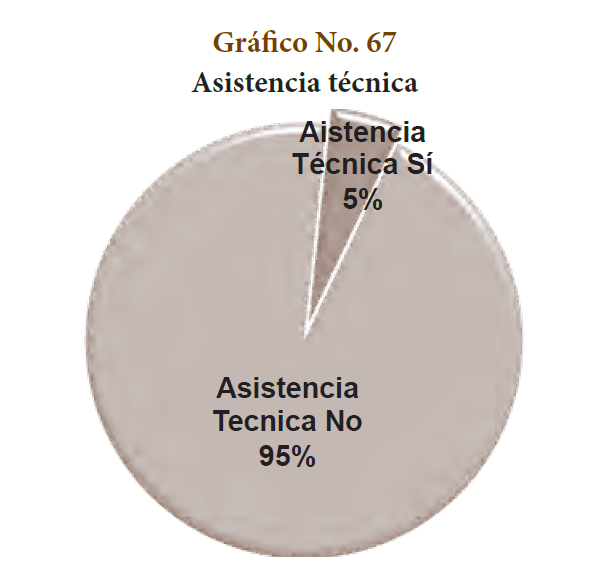 Gráfico No. 67
Asistencia técnica
Aistencia
Técnica Sí
5%
Asistencia
Tecnica No
95%